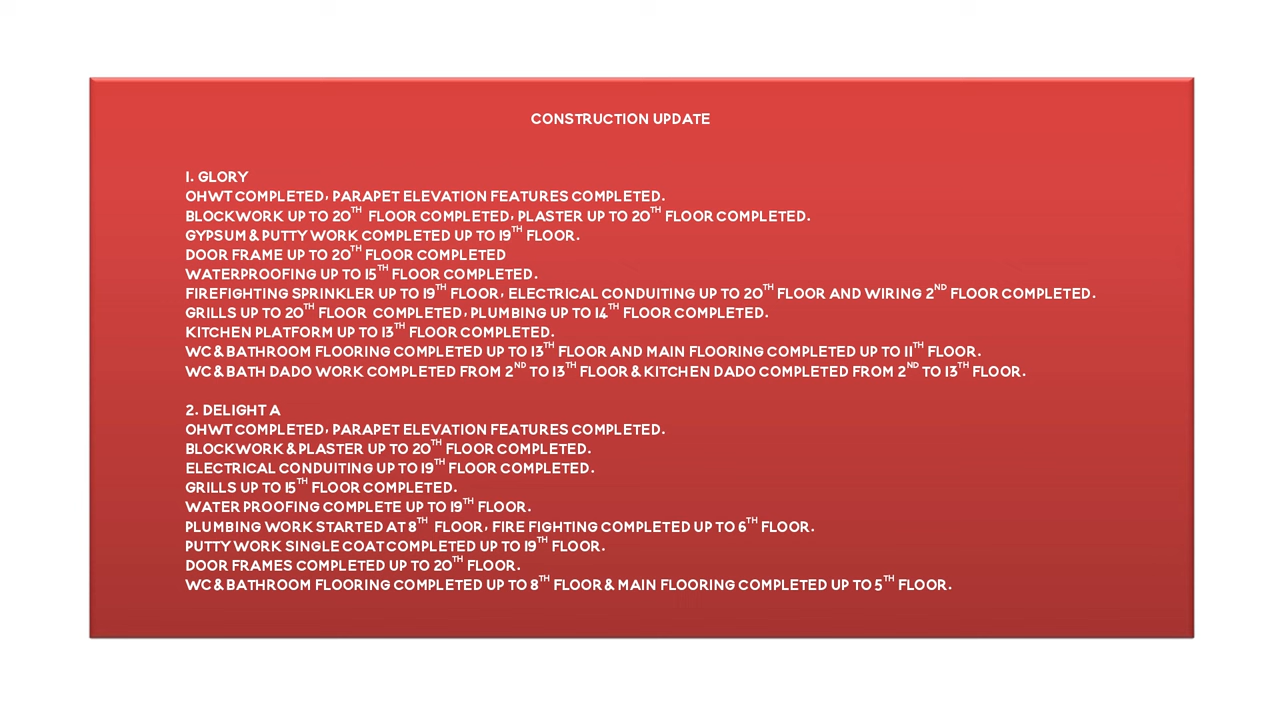 CONSTRUCTION UPDATE
1. GLORY
OHWT COMPLETED, PARAPET ELEVATION FEATURES COMPLETED.
BLOCKWORK UP TO 20TH FLOOR COMPLETED, PLASTER UP TO 20TH FLOOR COMPLETED.
GYPSUM & PUTTY WORK COMPLETED UP TO 19TH FLOOR.
DOOR FRAME UP TO 20TH FLOOR COMPLETED
WATERPROOFING UP TO 15TH FLOOR COMPLETED.
FIREFIGHTING SPRINKLER UP TO 19TH FLOOR, ELECTRICAL CONDUITING UP TO 20TH FLOOR AND WIRING 2ND FLOOR COMPLETED.
GRILLS UP TO 20TH FLOOR COMPLETED, PLUMBING UP TO 14TH FLOOR COMPLETED.
KITCHEN PLATFORM UP TO 13TH FLOOR COMPLETED.
WC & BATHROOM FLOORING COMPLETED UP TO 13TH FLOOR AND MAIN FLOORING COMPLETED UP TO 11TH FLOOR.
WC & BATH DADO WORK COMPLETED FROM 2ND TO 13TH FLOOR & KITCHEN DADO COMPLETED FROM 2ND TO 13TH FLOOR.
2. DELIGHT A
OHWT COMPLETED, PARAPET ELEVATION FEATURES COMPLETED.
BLOCKWORK & PLASTER UP TO 20TH FLOOR COMPLETED.
ELECTRICAL CONDUITING UP TO 19TH FLOOR COMPLETED.
GRILLS UP TO 15TH FLOOR COMPLETED.
WATER PROOFING COMPLETE UP TO 19TH FLOOR.
PLUMBING WORK STARTED AT 8TH FLOOR, FIRE FIGHTING COMPLETED UP TO 6TH FLOOR.
PUTTY WORK SINGLE COAT COMPLETED UP TO 19TH FLOOR.
DOOR FRAMES COMPLETED UP TO 20TH FLOOR.
WC & BATHROOM FLOORING COMPLETED UP TO 8TH FLOOR & MAIN FLOORING COMPLETED UP TO 5TH FLOOR.